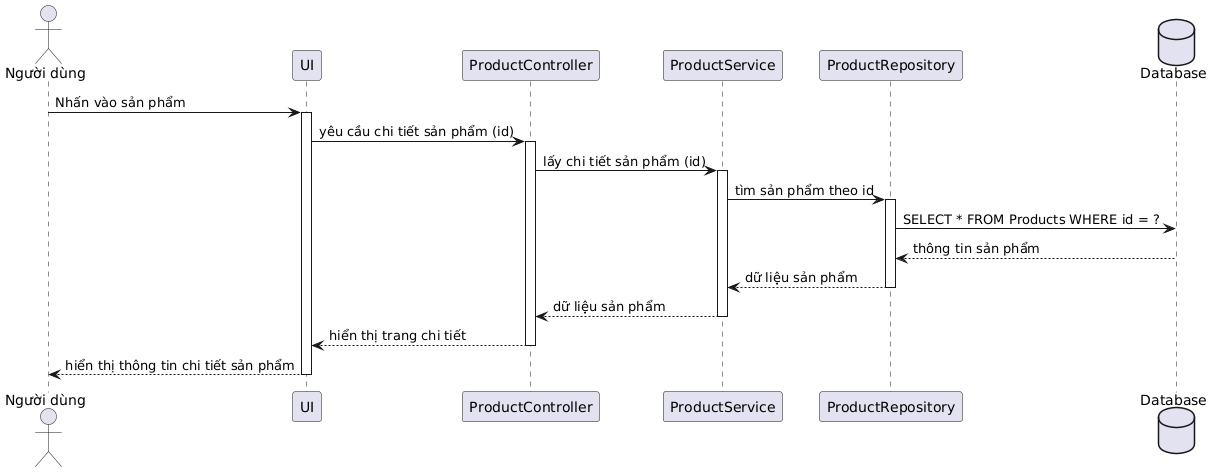 Người dùng
UI
ProductController
ProductService
ProductRepository
Database
Nhấn vào sản phẩm
yêu cầu chi tiết sản phẩm (id)
lấy chi tiết sản phẩm (id)
tìm sản phẩm theo id
SELECT * FROM Products WHERE id = ?
thông tin sản phẩm
dữ liệu sản phẩm
dữ liệu sản phẩm
hiển thị trang chi tiết
hiển thị thông tin chi tiết sản phẩm
Người dùng
UI
ProductController
ProductService
ProductRepository
Database